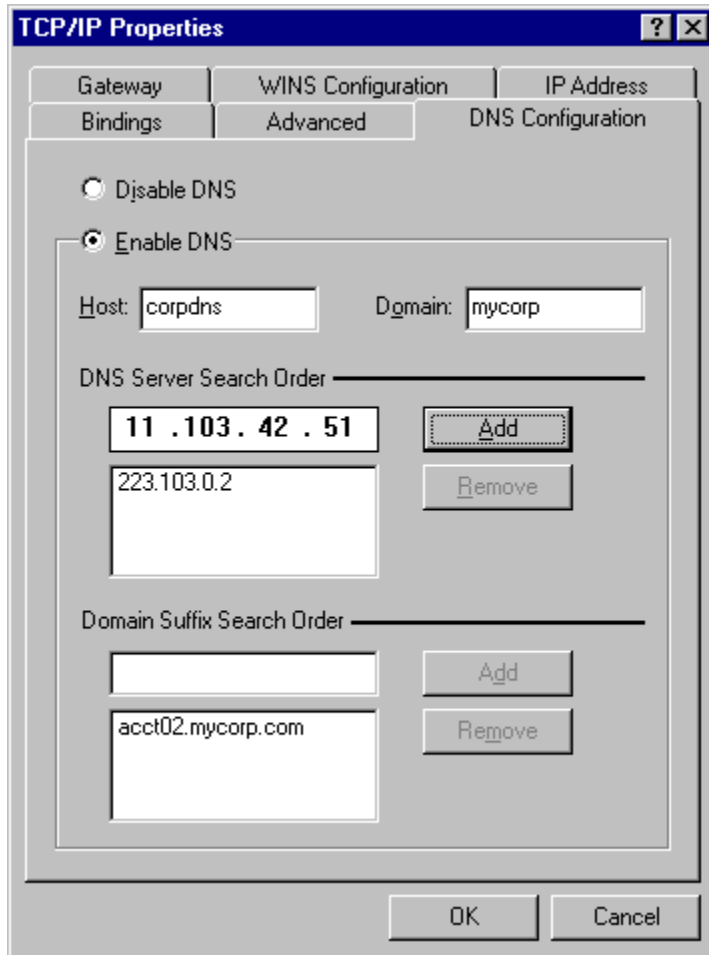 TCP/IP Properties
Gateway WINS Configuration IP Address
Bindings Advanced DNS Configuration
Disable DNS
Enable DNS
Host: corpdns Domain: mycorp
DNS Server Search Order
11 .103 . 42 . 51 Add
223.103.0.2 Remove
Domain Suffix Search Order
Add
acct02.mycorp.com Remove
OK Cancel